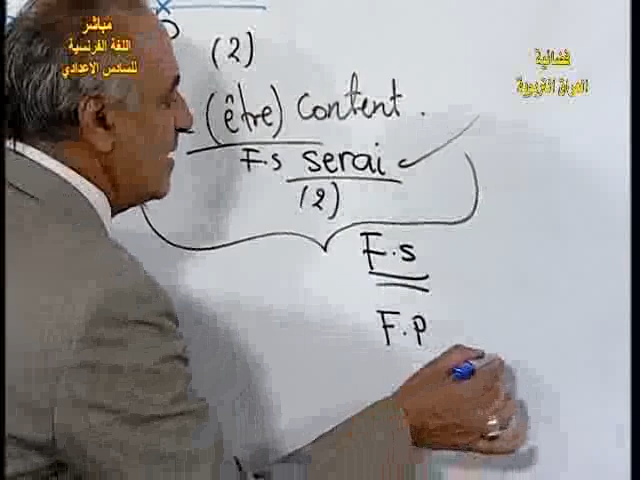 مباشر
اللغة الفرنسية
للسادس الاعدادي
فضائية
العراق التربوية
(2)
(être) content.
F.s serai
(2)
F.s
F.p